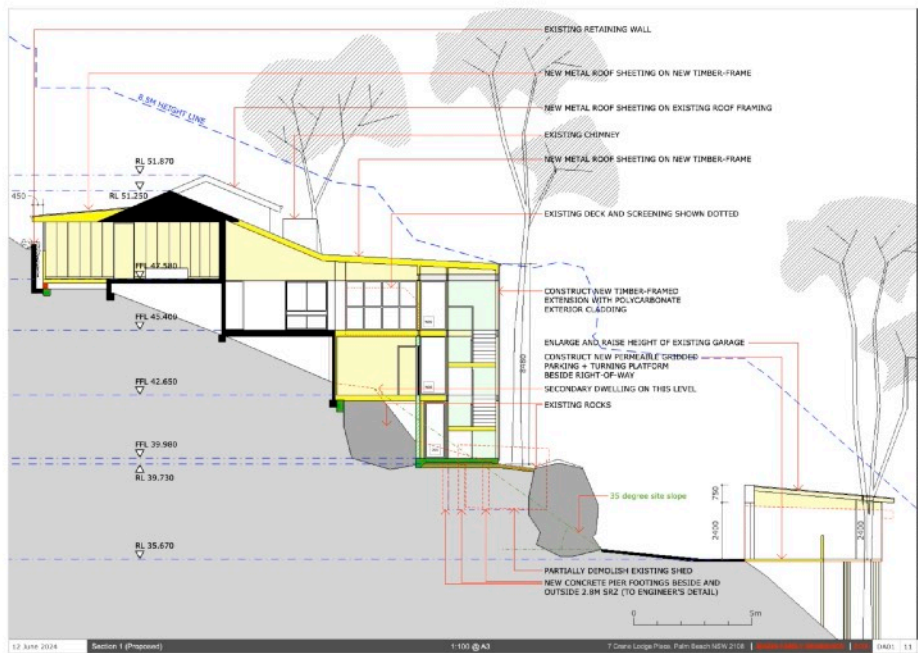 EXISTING RETAINING WALL
NEW METAL ROOF SHEETING ON NEW TIMBER-FRAME
8.5M HEIGHT LINE
NEW METAL ROOF SHEETING ON EXISTING ROOF FRAMING
EXISTING CHIMNEY
NEW METAL ROOF SHEETING ON NEW TIMBER-FRAME
RL 51.870
RL 51.250
450
EXISTING DECK AND SCREENING SHOWN DOTTED
FFL 47.580
CONSTRUCT NEW TIMBER-FRAMED
EXTENSION WITH POLYCARBONATE
EXTERIOR CLADDING
FFL 45.400
ENLARGE AND RAISE HEIGHT OF EXISTING GARAGE
CONSTRUCT NEW PERMEABLE GRIDDED
PARKING + TURNING PLATFORM
BESIDE RIGHT-OF-WAY
8480
FFL 42.650
SECONDARY DWELLING ON THIS LEVEL
EXISTING ROCKS
FFL 39.980
RL 39.730
35 degree site slope
750
2400
2400
RL 35.670
PARTIALLY DEMOLISH EXISTING SHED
NEW CONCRETE PIER FOOTINGS BESIDE AND
OUTSIDE 2.8M SRZ (TO ENGINEER'S DETAIL)
0 5m
12 June 2024 Section 1 (Proposed) 1:100 @ A3 7 Crane Lodge Place, Palm Beach NSW 2108 DA01 11